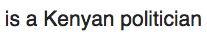 is a Kenyan politician